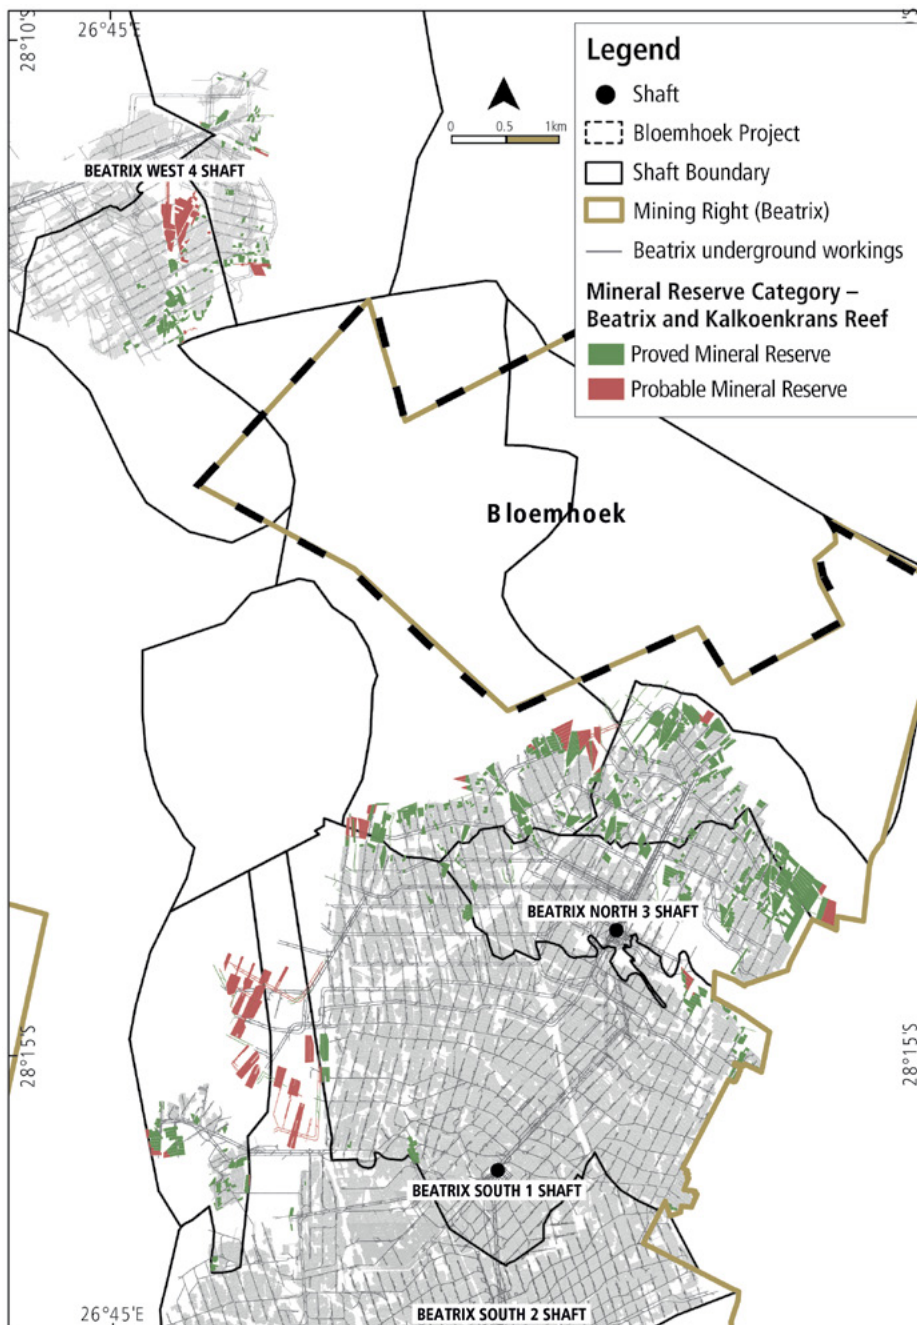 28°10'S
26°45'E
Legend
Shaft
Bloemhoek Project
Shaft Boundary
Mining Right (Beatrix)
Beatrix underground workings
Mineral Reserve Category –
Beatrix and Kalkoenkrans Reef
Proved Mineral Reserve
Probable Mineral Reserve
0 0.5 1km
BEATRIX WEST 4 SHAFT
Bloemhoek
BEATRIX NORTH 3 SHAFT
28°15'S
28°15'S
BEATRIX SOUTH 1 SHAFT
26°45'E
BEATRIX SOUTH 2 SHAFT